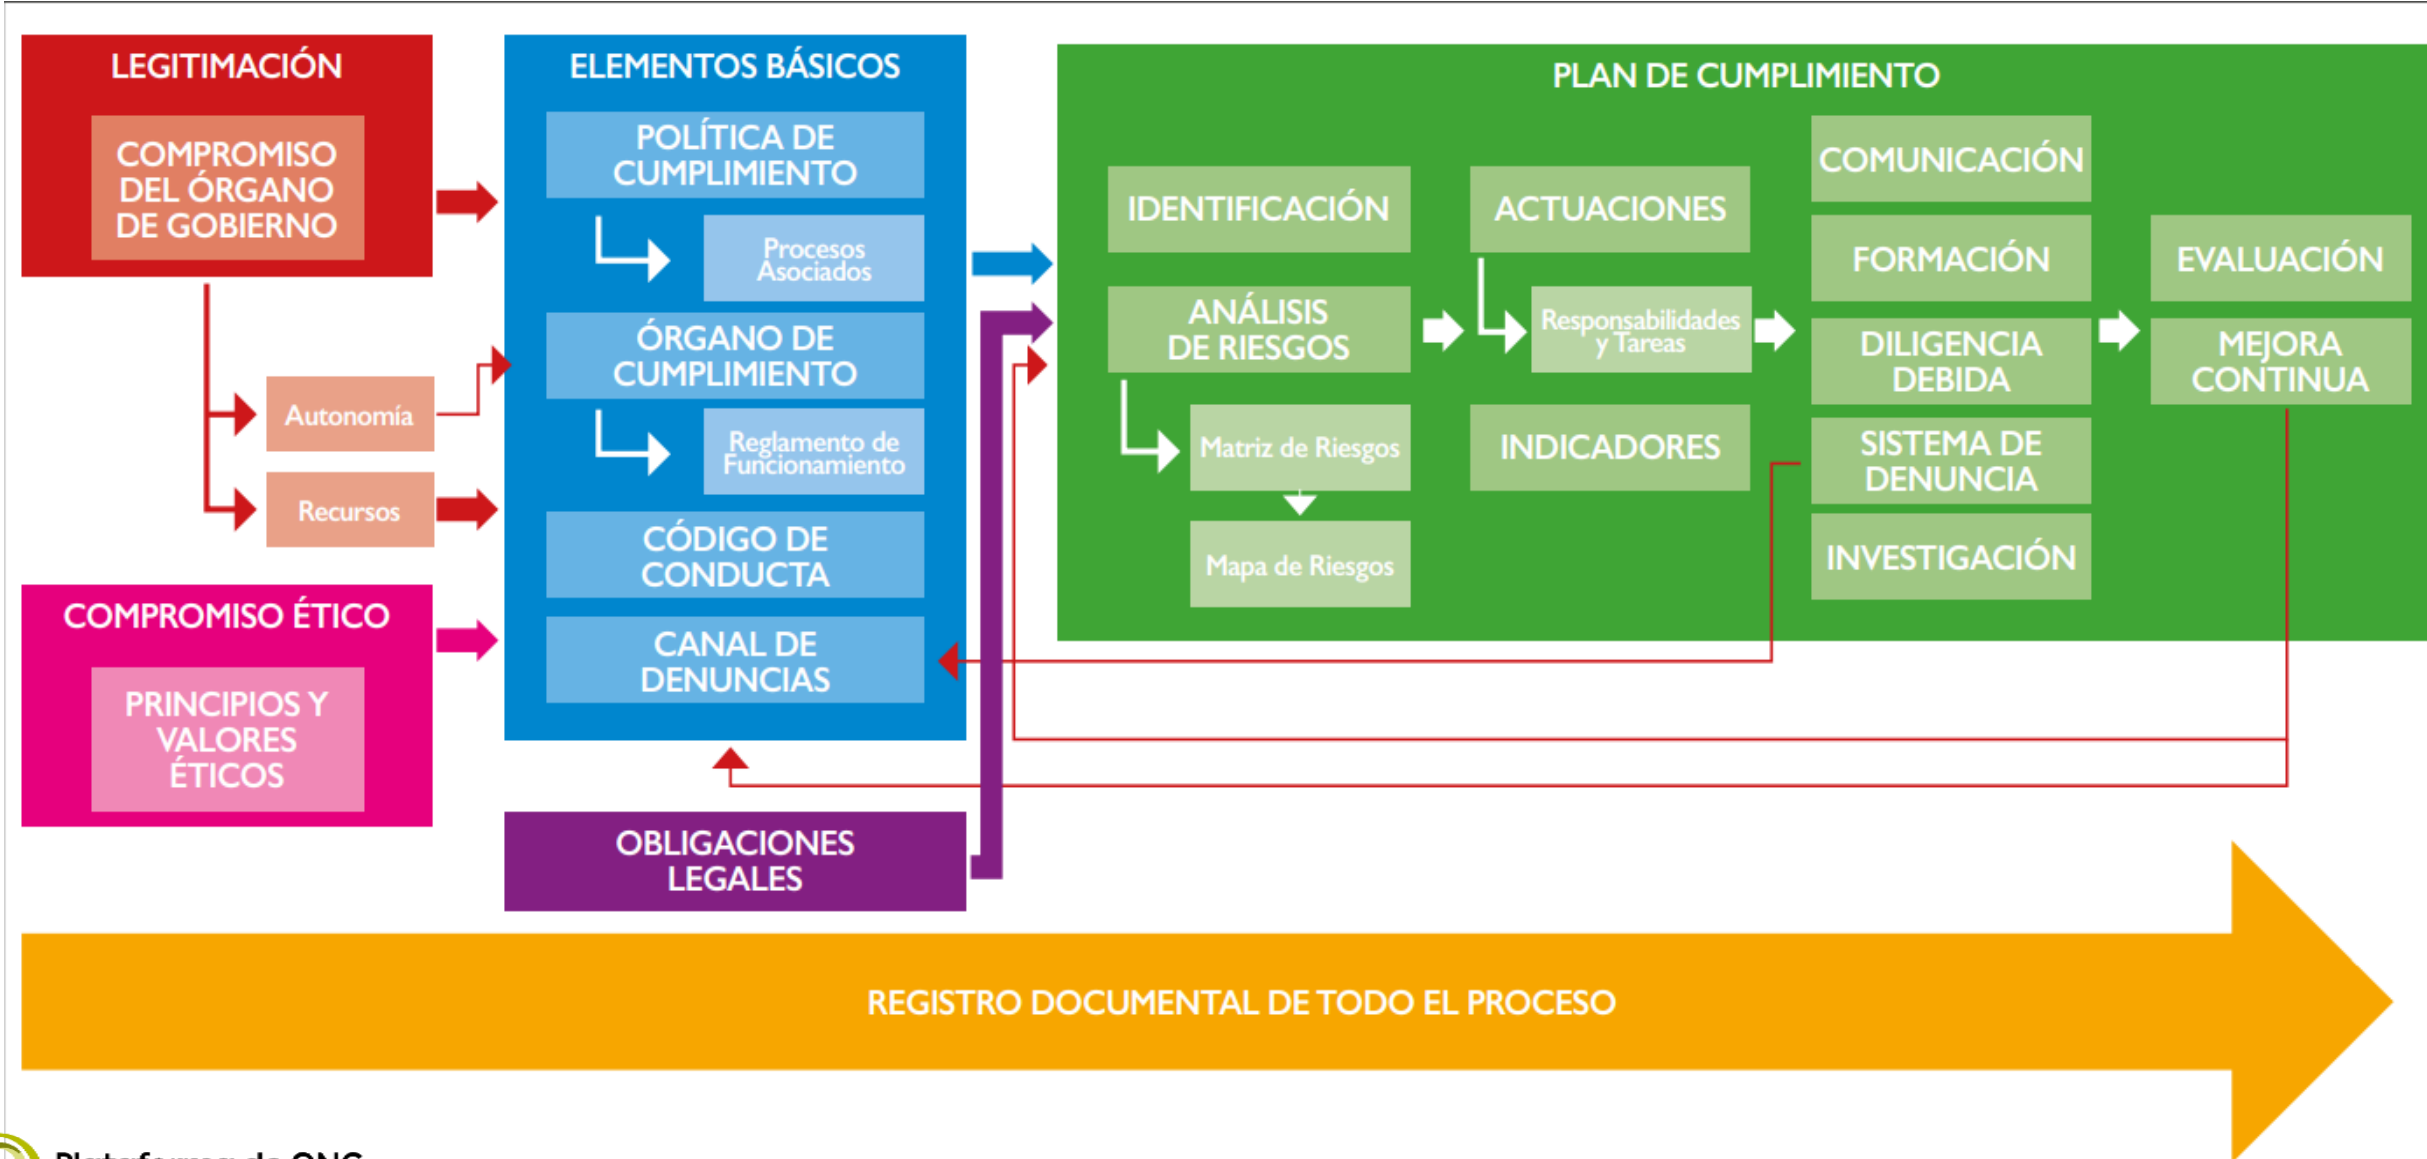 LEGITIMACIÓN
COMPROMISO
DEL ÓRGANO
DE GOBIERNO
Autonomía
Recursos
COMPROMISO ÉTICO
PRINCIPIOS Y
VALORES
ÉTICOS
ELEMENTOS BÁSICOS
POLÍTICA DE
CUMPLIMIENTO
Procesos
Asociados
ÓRGANO DE
CUMPLIMIENTO
Reglamento de
Funcionamiento
CÓDIGO DE
CONDUCTA
CANAL DE
DENUNCIAS
OBLIGACIONES
LEGALES
PLAN DE CUMPLIMIENTO
IDENTIFICACIÓN
ANÁLISIS
DE RIESGOS
Matriz de Riesgos
Mapa de Riesgos
ACTUACIONES
Responsabilidades
y Tareas
INDICADORES
COMUNICACIÓN
FORMACIÓN
DILIGENCIA
DEBIDA
SISTEMA DE
DENUNCIA
INVESTIGACIÓN
EVALUACIÓN
MEJORA
CONTINUA
REGISTRO DOCUMENTAL DE TODO EL PROCESO
Plataforma de ONG